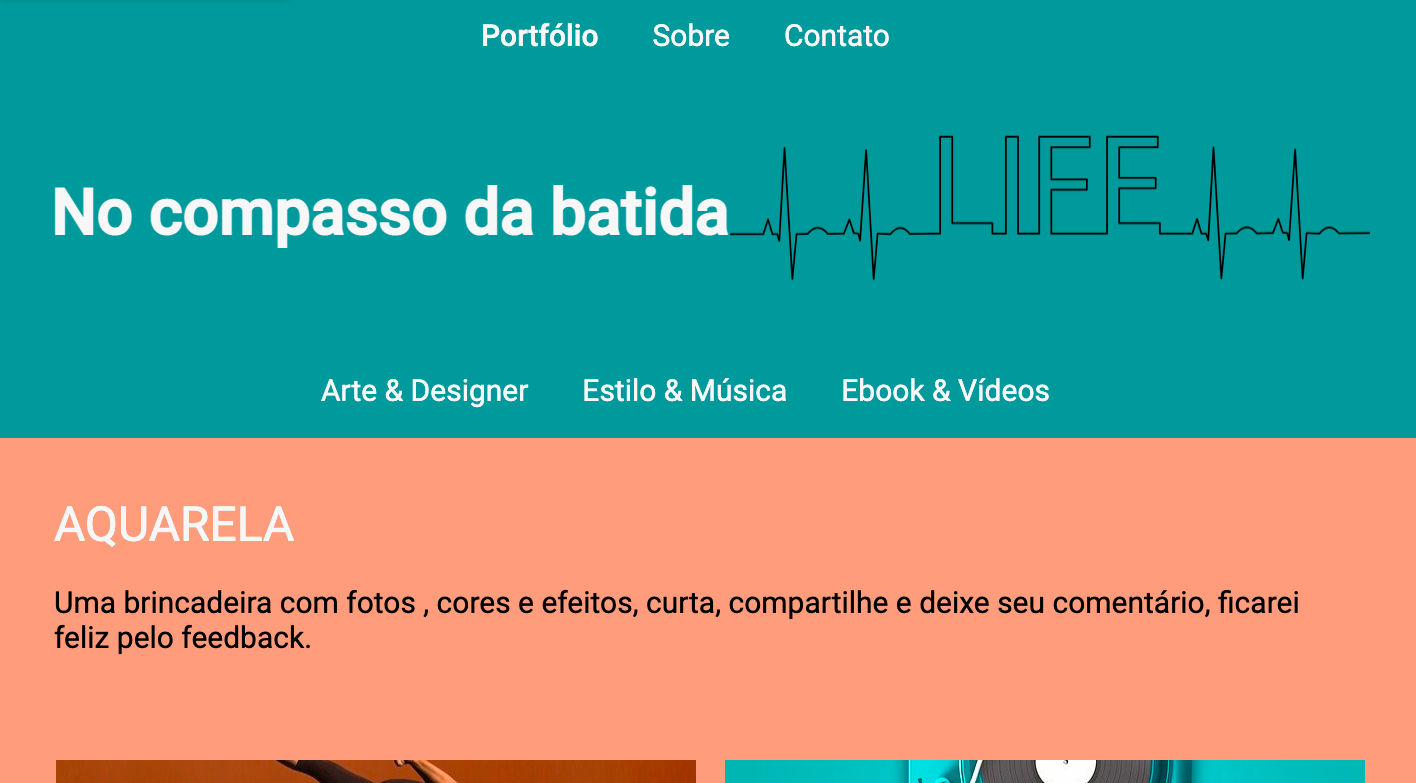 Portfólio Sobre Contato
No compasso da batida LIFE
Arte & Designer Estilo & Música Ebook & Vídeos
AQUARELA
Uma brincadeira com fotos , cores e efeitos, curta, compartilhe e deixe seu comentário, ficarei
feliz pelo feedback.